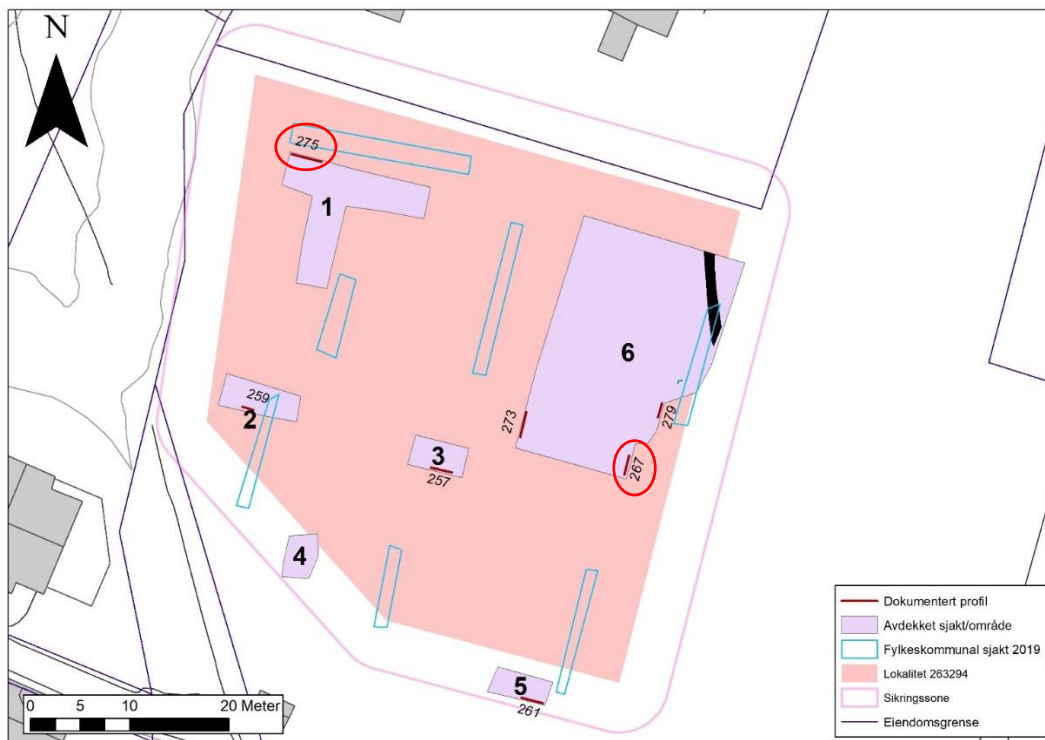 N
275
1
6
259
2
273
279
3
257
267
4
5
261
Dokumentert profil
Avdekket sjakt/område
Fylkeskommunal sjakt 2019
Lokalitet 263294
Sikringssone
Eiendomsgrense
0 5 10 20 Meter